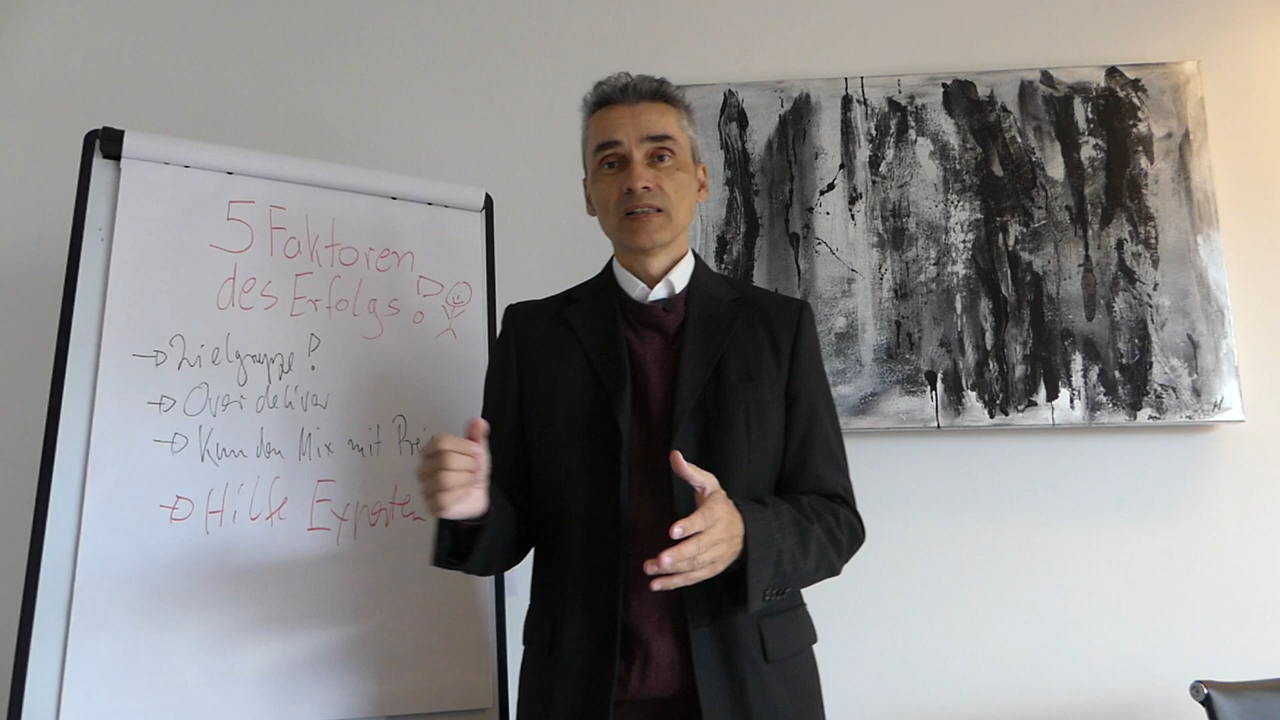 5 Faktoren
des Erfolgs!
→ Zielgruppe!
→ Over deliver
→ Kunden Mix mit
→ Hilfe Experten